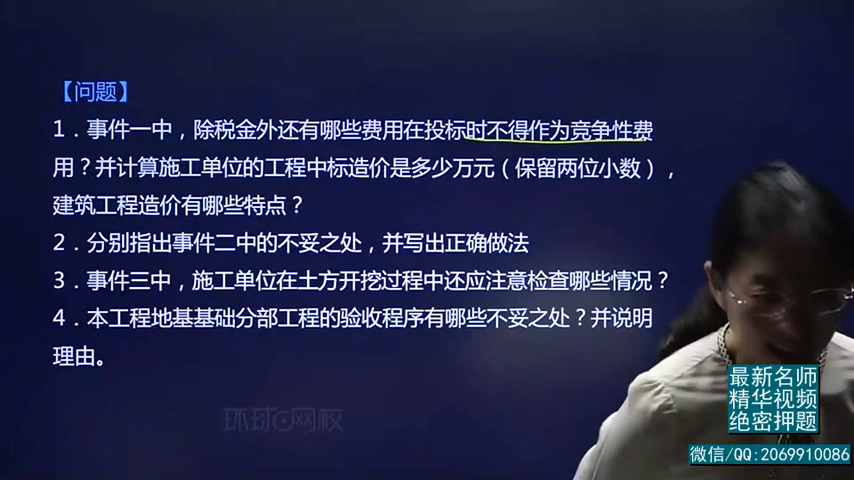 【问题】
1．事件一中，除税金外还有哪些费用在投标时不得作为竞争性费
用？并计算施工单位的工程中标造价是多少万元（保留两位小数），
建筑工程造价有哪些特点？
2．分别指出事件二中的不妥之处，并写出正确做法
3．事件三中，施工单位在土方开挖过程中还应注意检查哪些情况？
4．本工程地基基础分部工程的验收程序有哪些不妥之处？并说明
理由。
环球网校
最新名师
精华视频
绝密押题
微信/QQ:2069910086